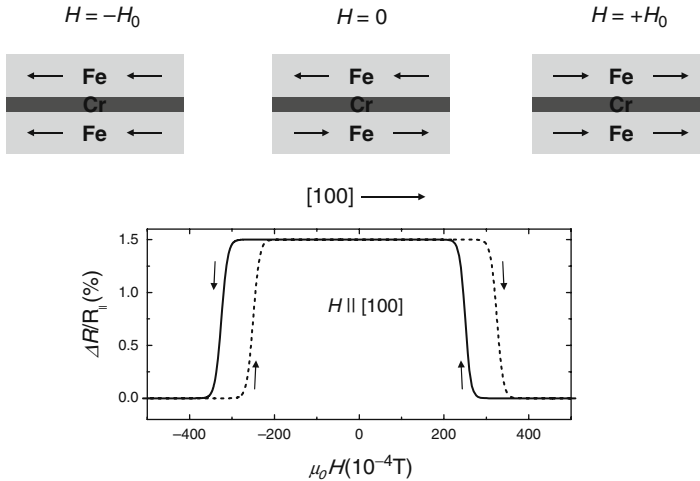 H = −H₀ H = 0 H = +H₀
Fe Fe Fe
Cr Cr Cr
Fe Fe Fe
[100]
1.5
1.0
0.5
0.0
ΔR/R∥(%)
H || [100]
−400 −200 0 200 400
μ₀H(10⁻⁴T)